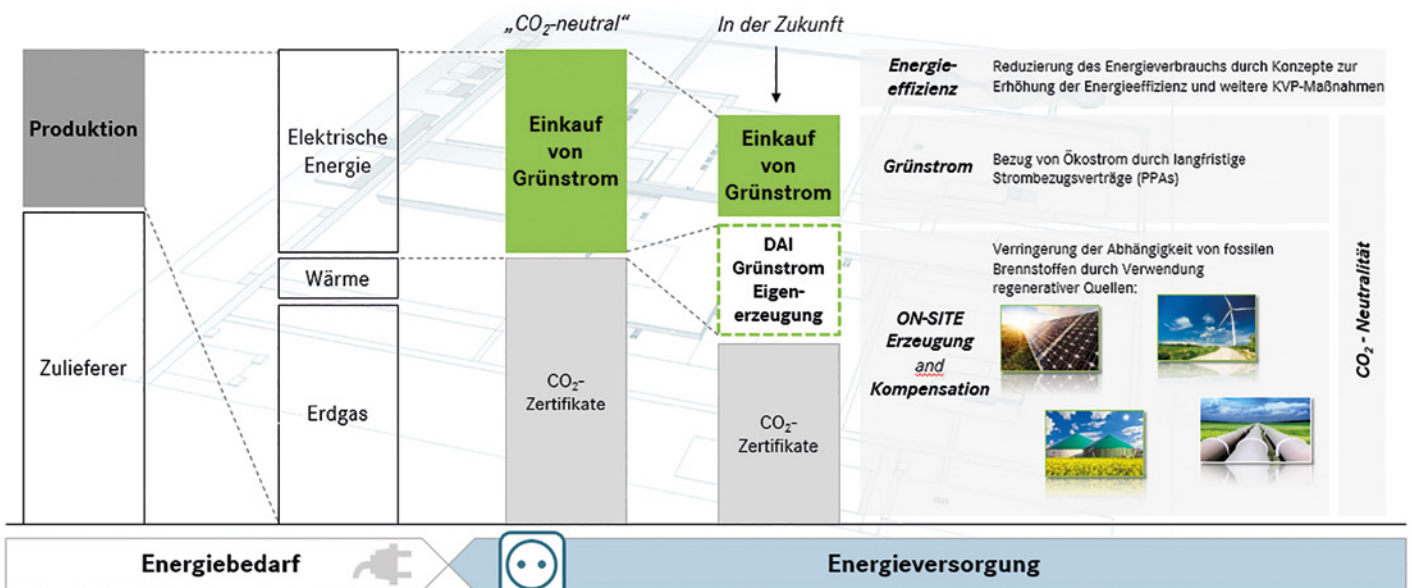 „CO₂-neutral“
In der Zukunft
Produktion
Zulieferer
Elektrische
Energie
Wärme
Erdgas
Einkauf
von
Grünstrom
CO₂-
Zertifikate
Einkauf
von
Grünstrom
DAI
Grünstrom
Eigen-
erzeugung
CO₂-
Zertifikate
Energie-
effizienz
Reduzierung des Energieverbrauchs durch Konzepte zur
Erhöhung der Energieeffizienz und weitere KVP-Maßnahmen
Grünstrom
Bezug von Ökostrom durch langfristige
Strombezugsverträge (PPAs)
ON-SITE
Erzeugung
and
Kompensation
Verringerung der Abhängigkeit von fossilen
Brennstoffen durch Verwendung
regenerativer Quellen:
CO₂ - Neutralität
Energiebedarf
Energieversorgung